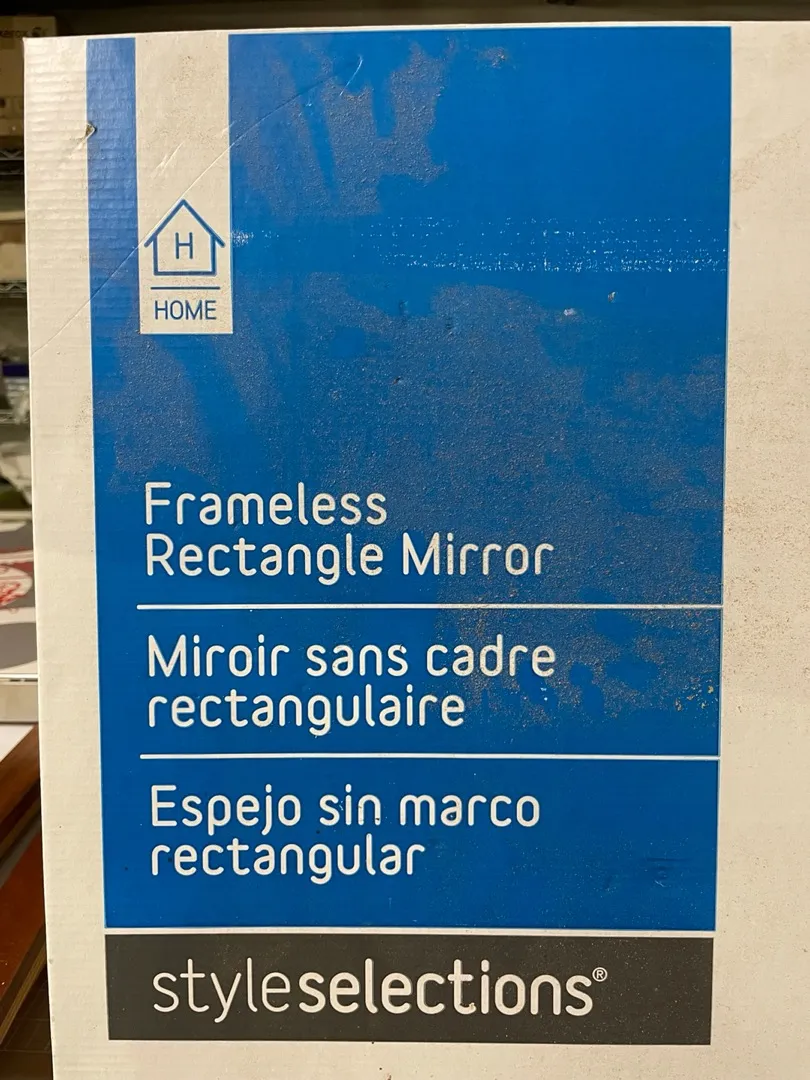 H
HOME
Frameless
Rectangle Mirror
Miroir sans cadre
rectangulaire
Espejo sin marco
rectangular
styleselections®